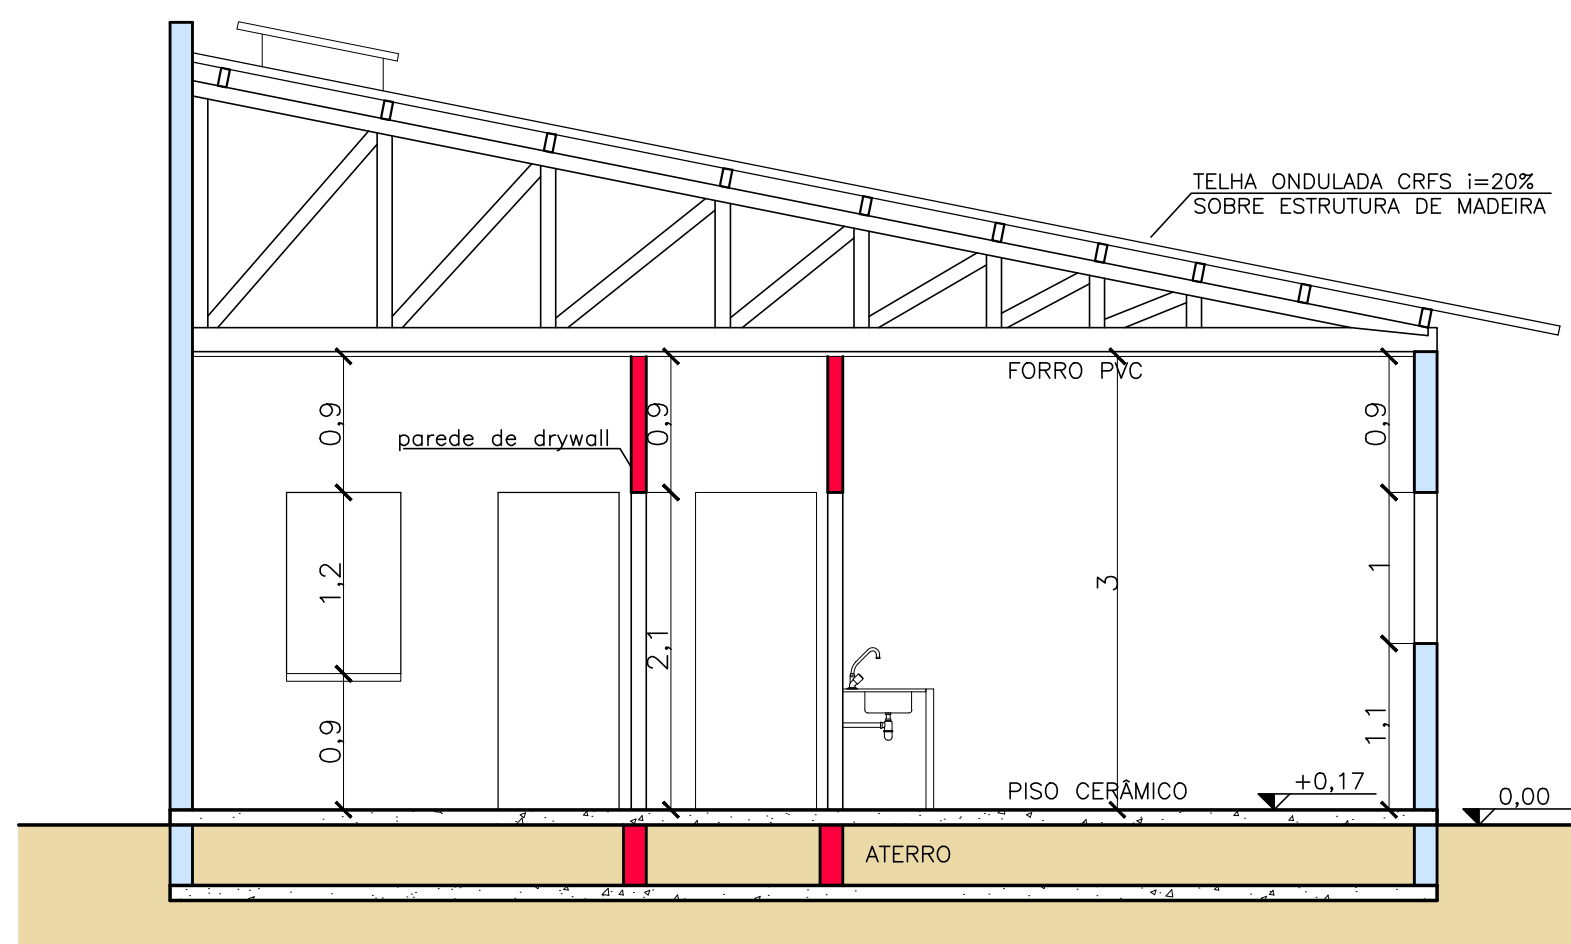 TELHA ONDULADA CRFS i=20%
SOBRE ESTRUTURA DE MADEIRA
FORRO PVC
0,9
0,9
0,9
parede de drywall
1,2
1
3
2,1
1,1
0,9
+0,17
PISO CERÂMICO
0,00
ATERRO